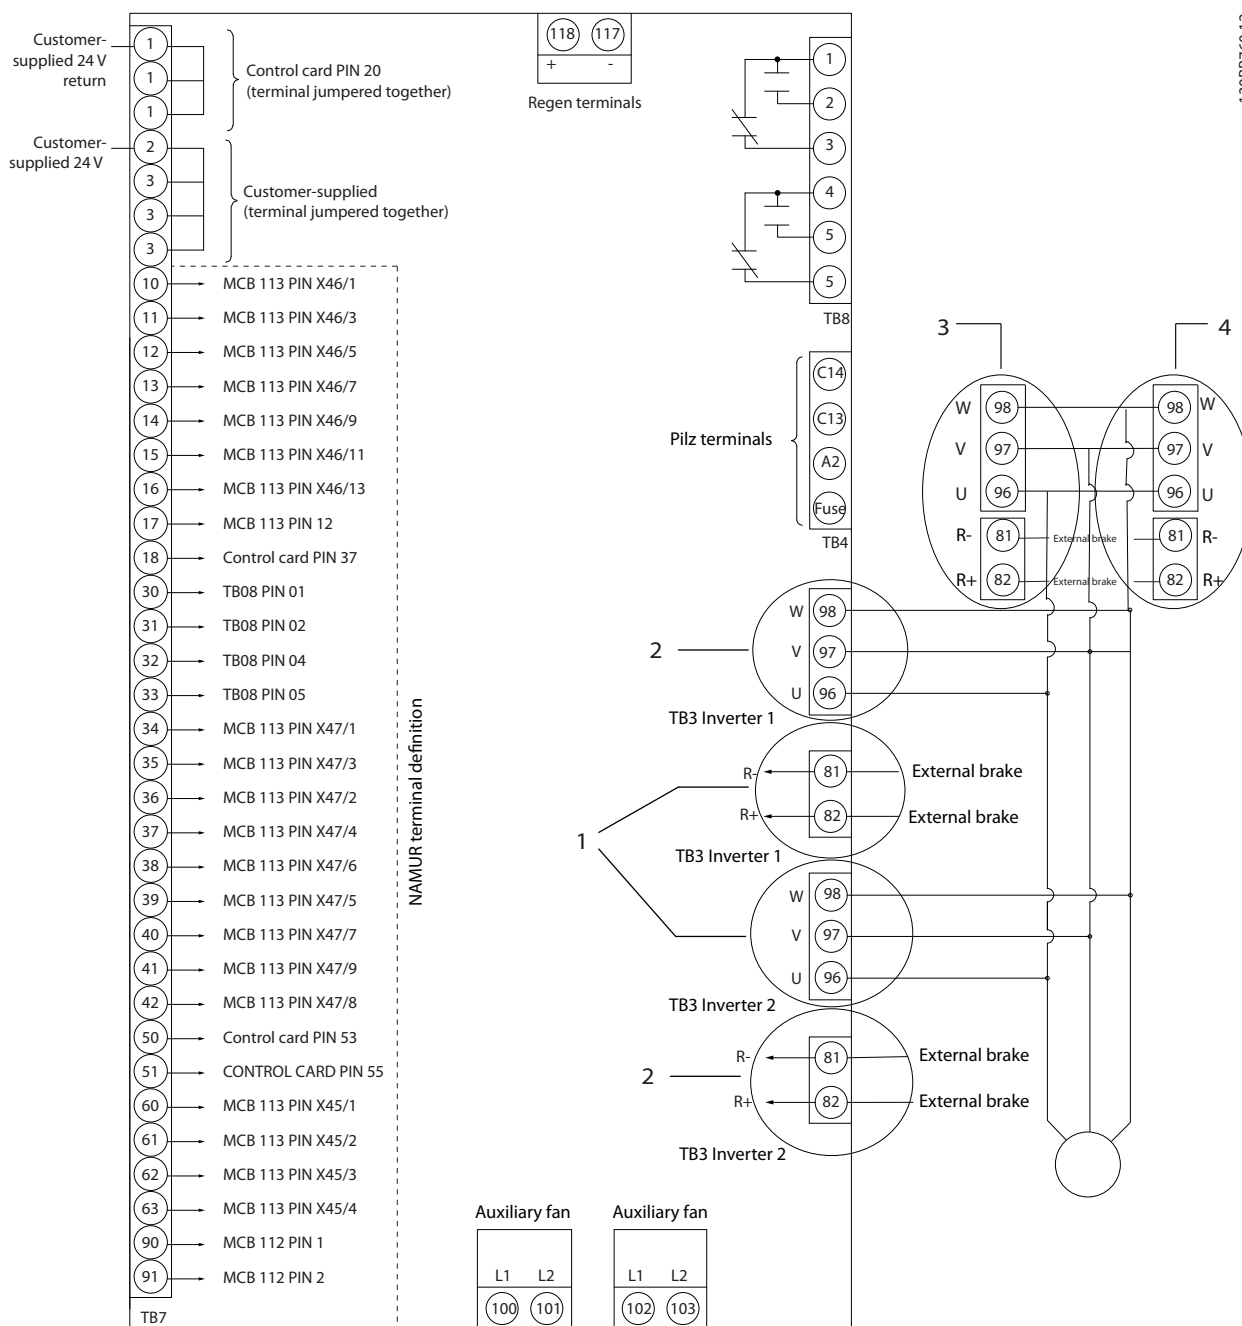 Customer-
supplied 24 V
return
1
1
1
Control card PIN 20
(terminal jumpered together)
Customer-
supplied 24 V
2
3
3
3
Customer-supplied
(terminal jumpered together)
10 MCB 113 PIN X46/1
11 MCB 113 PIN X46/3
12 MCB 113 PIN X46/5
13 MCB 113 PIN X46/7
14 MCB 113 PIN X46/9
15 MCB 113 PIN X46/11
16 MCB 113 PIN X46/13
17 MCB 113 PIN 12
18 Control card PIN 37
30 TB08 PIN 01
31 TB08 PIN 02
32 TB08 PIN 04
33 TB08 PIN 05
34 MCB 113 PIN X47/1
35 MCB 113 PIN X47/3
36 MCB 113 PIN X47/2
37 MCB 113 PIN X47/4
38 MCB 113 PIN X47/6
39 MCB 113 PIN X47/5
40 MCB 113 PIN X47/7
41 MCB 113 PIN X47/9
42 MCB 113 PIN X47/8
50 Control card PIN 53
51 CONTROL CARD PIN 55
60 MCB 113 PIN X45/1
61 MCB 113 PIN X45/2
62 MCB 113 PIN X45/3
63 MCB 113 PIN X45/4
90 MCB 112 PIN 1
91 MCB 112 PIN 2
TB7
NAMUR terminal definition
118 117
+ -
Regen terminals
1
2
3
4
5
5
TB8
Pilz terminals
C14
C13
A2
Fuse
TB4
2
W 98
V 97
U 96
TB3 Inverter 1
1
R- 81 External brake
R+ 82 External brake
TB3 Inverter 1
W 98
V 97
U 96
TB3 Inverter 2
2
R- 81 External brake
R+ 82 External brake
TB3 Inverter 2
3 4
W 98 98 W
V 97 97 V
U 96 96 U
R- 81 External brake 81 R-
R+ 82 External brake 82 R+
Auxiliary fan
L1 L2
100 101
Auxiliary fan
L1 L2
102 103